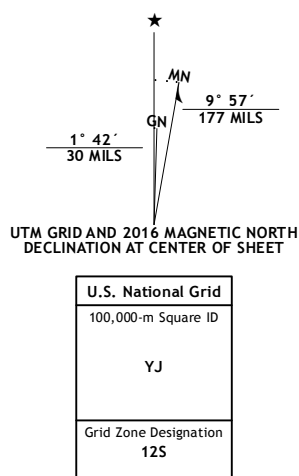 ★
MN
GN
9° 57´
177 MILS
1° 42´
30 MILS
UTM GRID AND 2016 MAGNETIC NORTH
DECLINATION AT CENTER OF SHEET
U.S. National Grid
100,000-m Square ID
YJ
Grid Zone Designation
12S